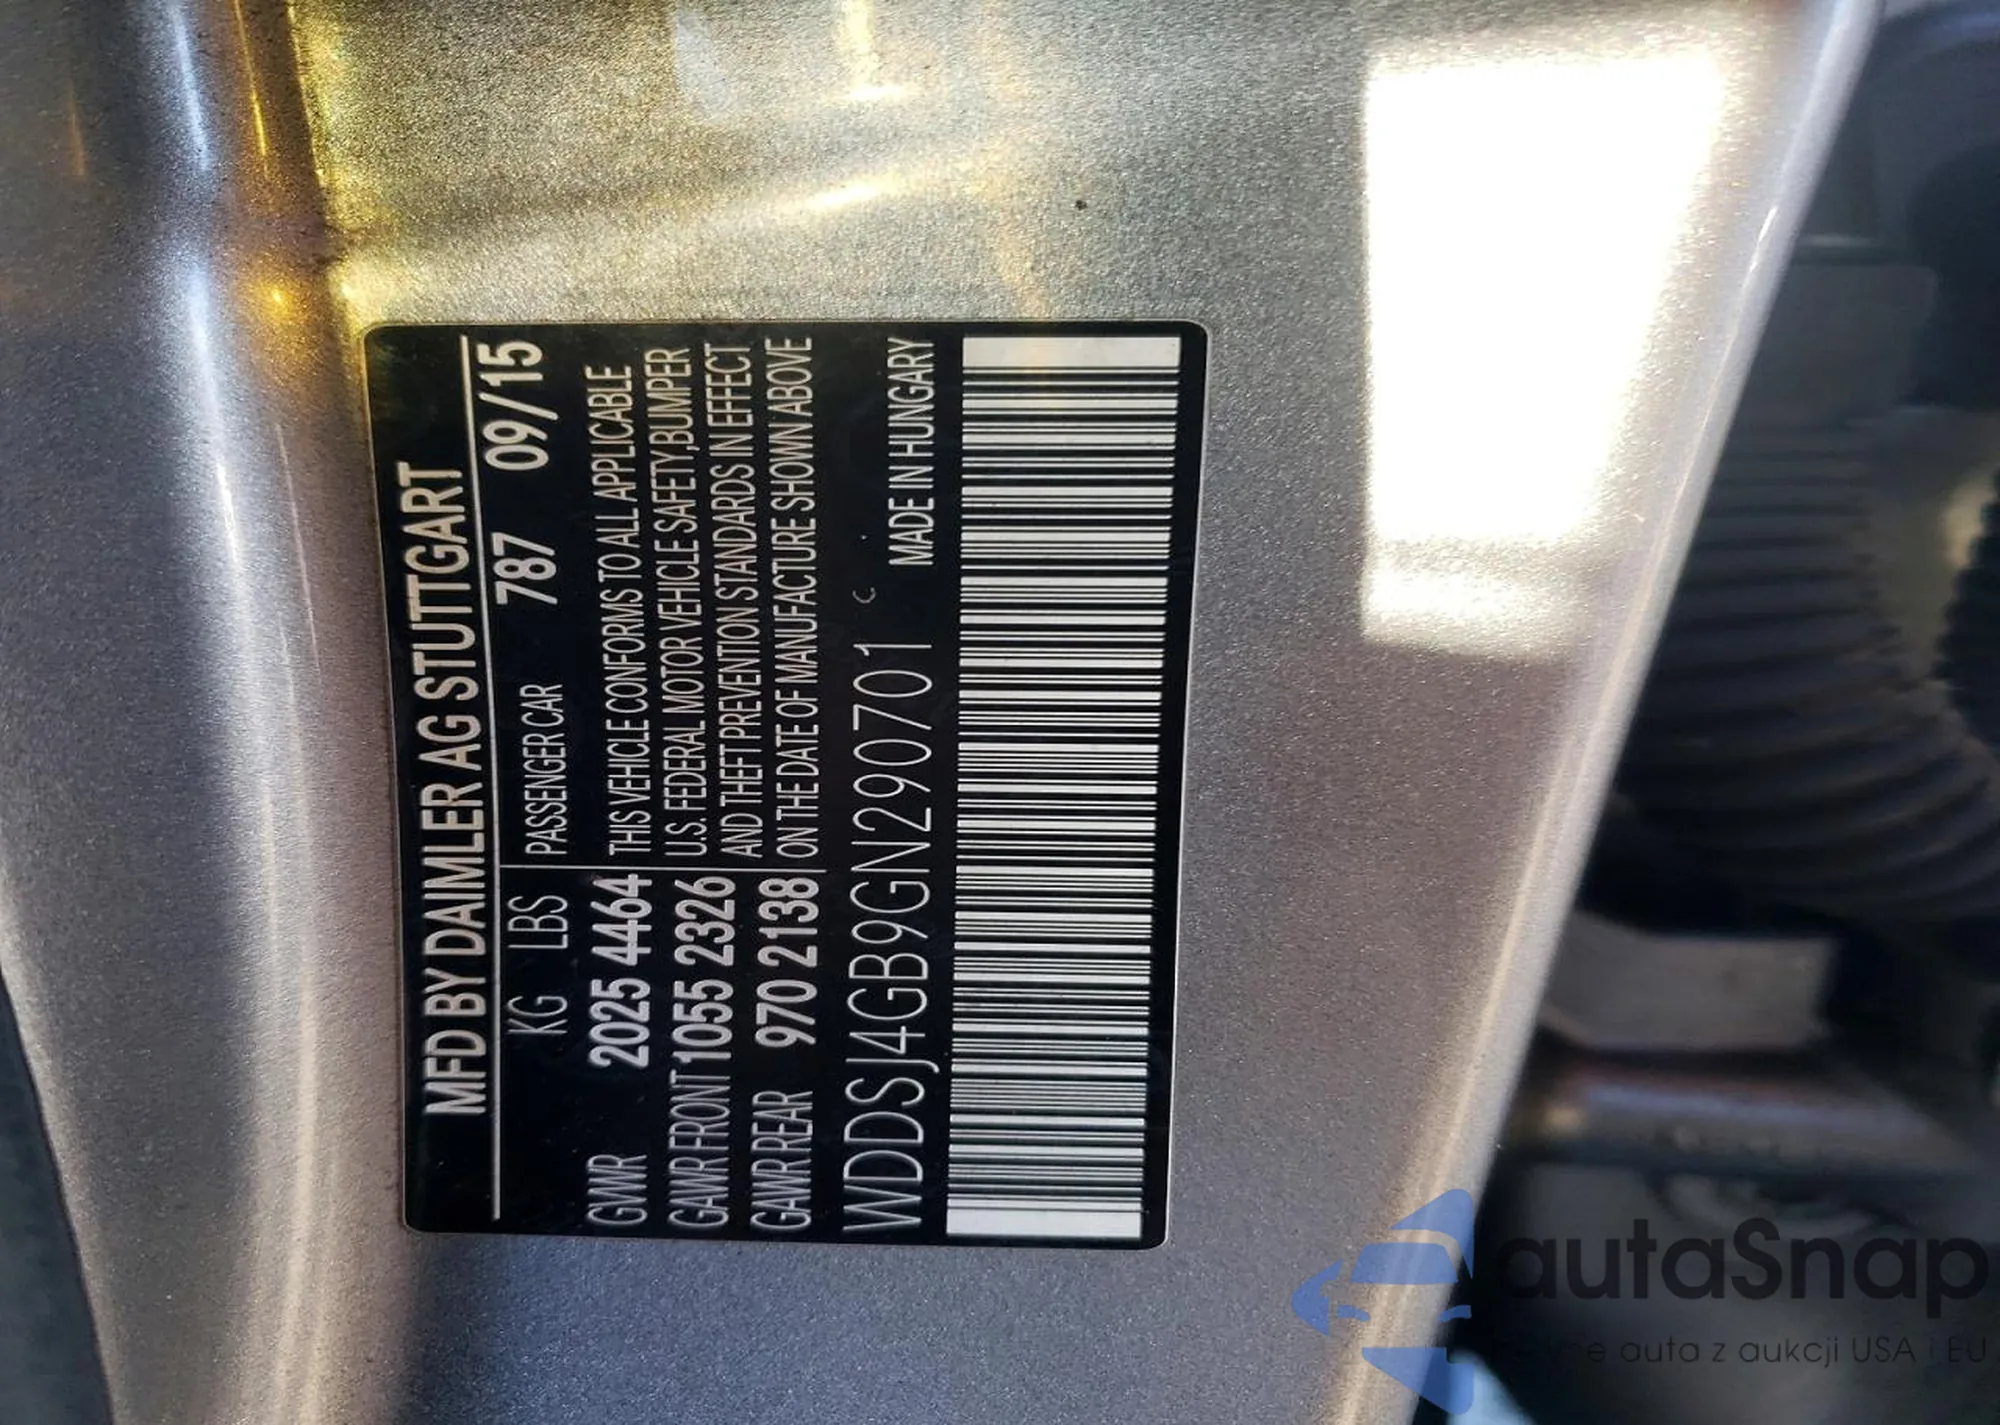 MFD BY DAIMLER AG STUTTGART
KG LBS PASSENGER CAR 787 09/15
GVWR 2025 4464 THIS VEHICLE CONFORMS TO ALL APPLICABLE
GAWR FRONT 1055 2326 U.S. FEDERAL MOTOR VEHICLE SAFETY,BUMPER
GAWR REAR 970 2138 AND THEFT PREVENTION STANDARDS IN EFFECT
ON THE DATE OF MANUFACTURE SHOWN ABOVE
WDDSJ4GB9GN290701 C
MADE IN HUNGARY
autaSnap
auta z aukcji USA i EU